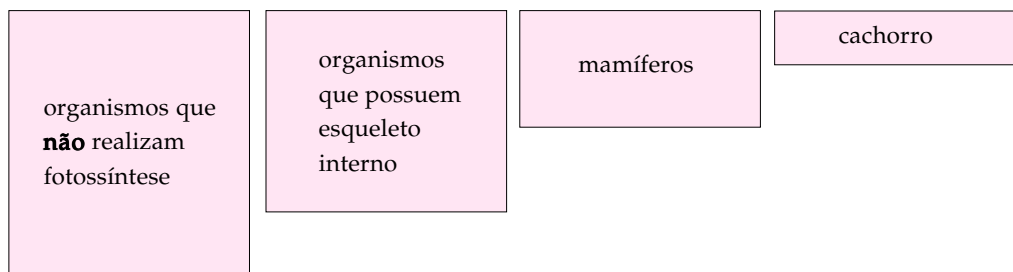 organismos que
não realizam
fotossíntese
organismos
que possuem
esqueleto
interno
mamíferos
cachorro